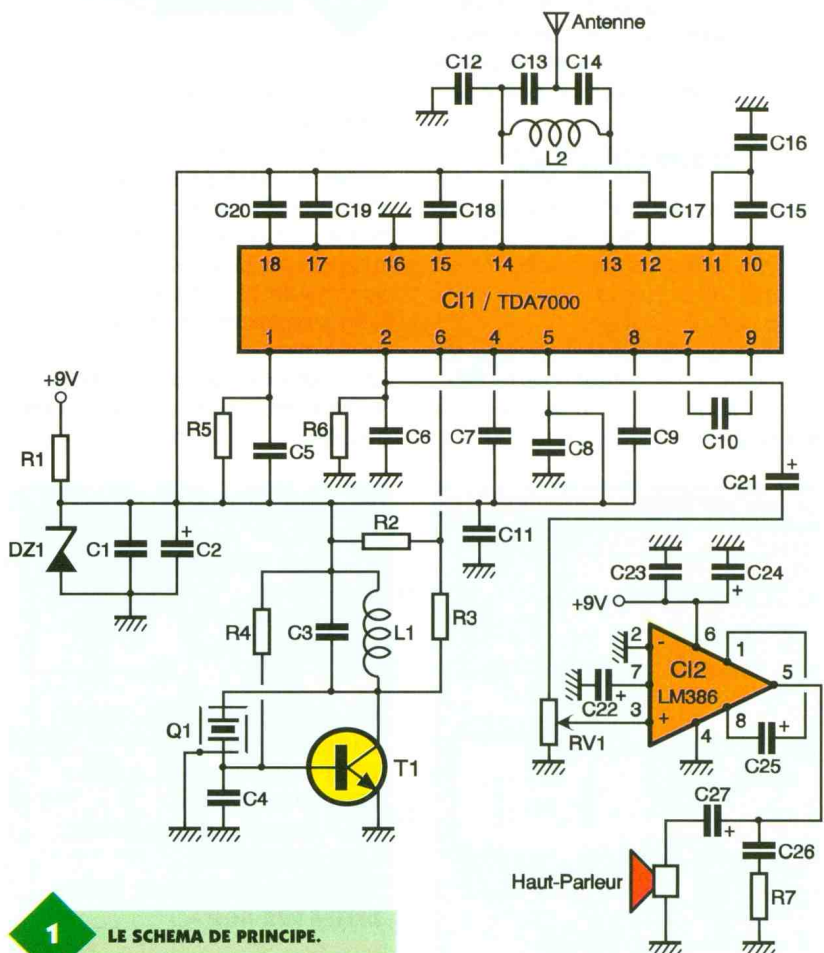 Antenne
C12 C13 C14
L2
C16
C20 C19 C18 C17 C15
18 17 16 15 14 13 12 11 10
CI1 / TDA7000
1 2 6 4 5 8 7 9
+9V
R1
R5 C5 R6 C6 C7 C8 C9 C10
C21
R2
DZ1 C1 + C2
C11
R4 C3 L1 R3
C23 C24
+
+9V
2 - 6 1
7 CI2 5
C22 + LM386
3 + 8 +
RV1 4 C25
Q1
T1
C4
C27
+
C26
Haut-Parleur
R7
+
1 LE SCHEMA DE PRINCIPE.